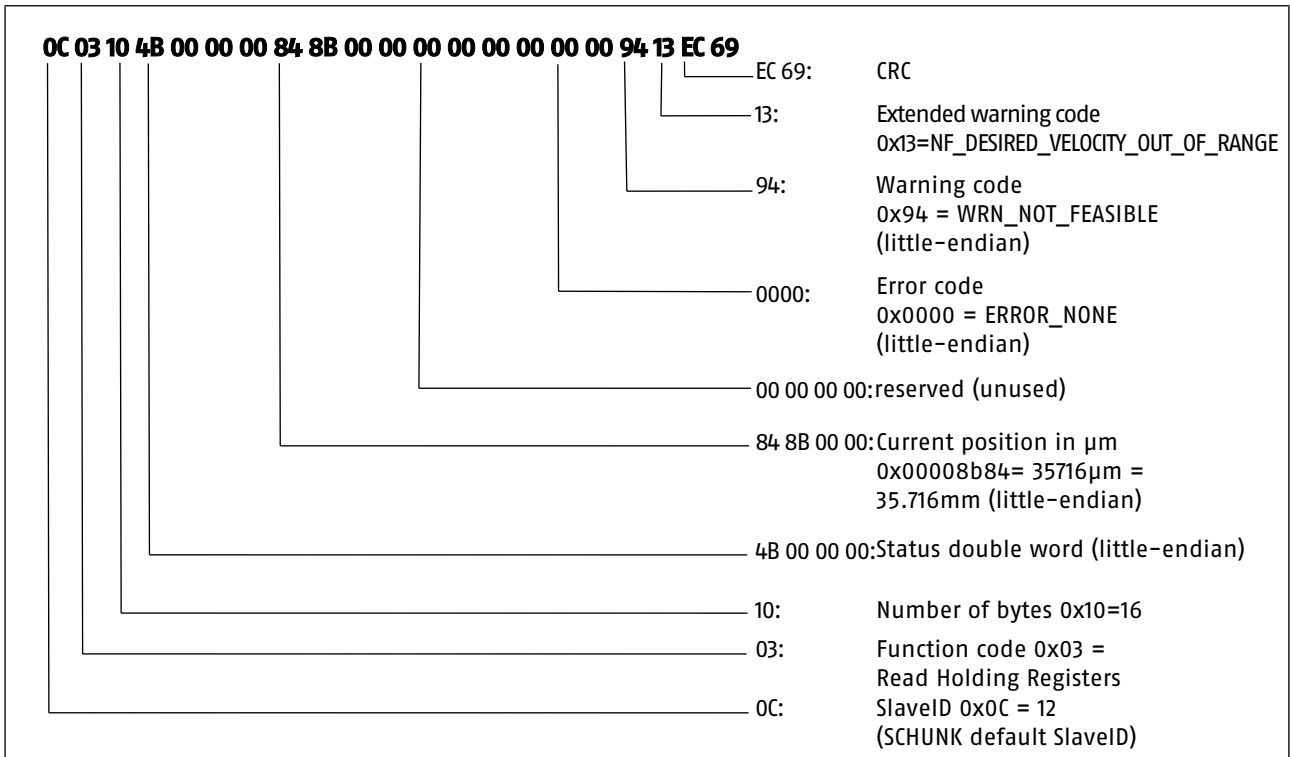 0C 03 10 4B 00 00 00 84 8B 00 00 00 00 00 00 00 00 94 13 EC 69
EC 69: CRC
13: Extended warning code
0x13=NF_DESIRED_VELOCITY_OUT_OF_RANGE
94: Warning code
0x94 = WRN_NOT_FEASIBLE
(little-endian)
0000: Error code
0x0000 = ERROR_NONE
(little-endian)
00 00 00 00: reserved (unused)
84 8B 00 00: Current position in µm
0x00008b84= 35716µm =
35.716mm (little-endian)
4B 00 00 00: Status double word (little-endian)
10: Number of bytes 0x10=16
03: Function code 0x03 =
Read Holding Registers
0C: SlaveID 0x0C = 12
(SCHUNK default SlaveID)